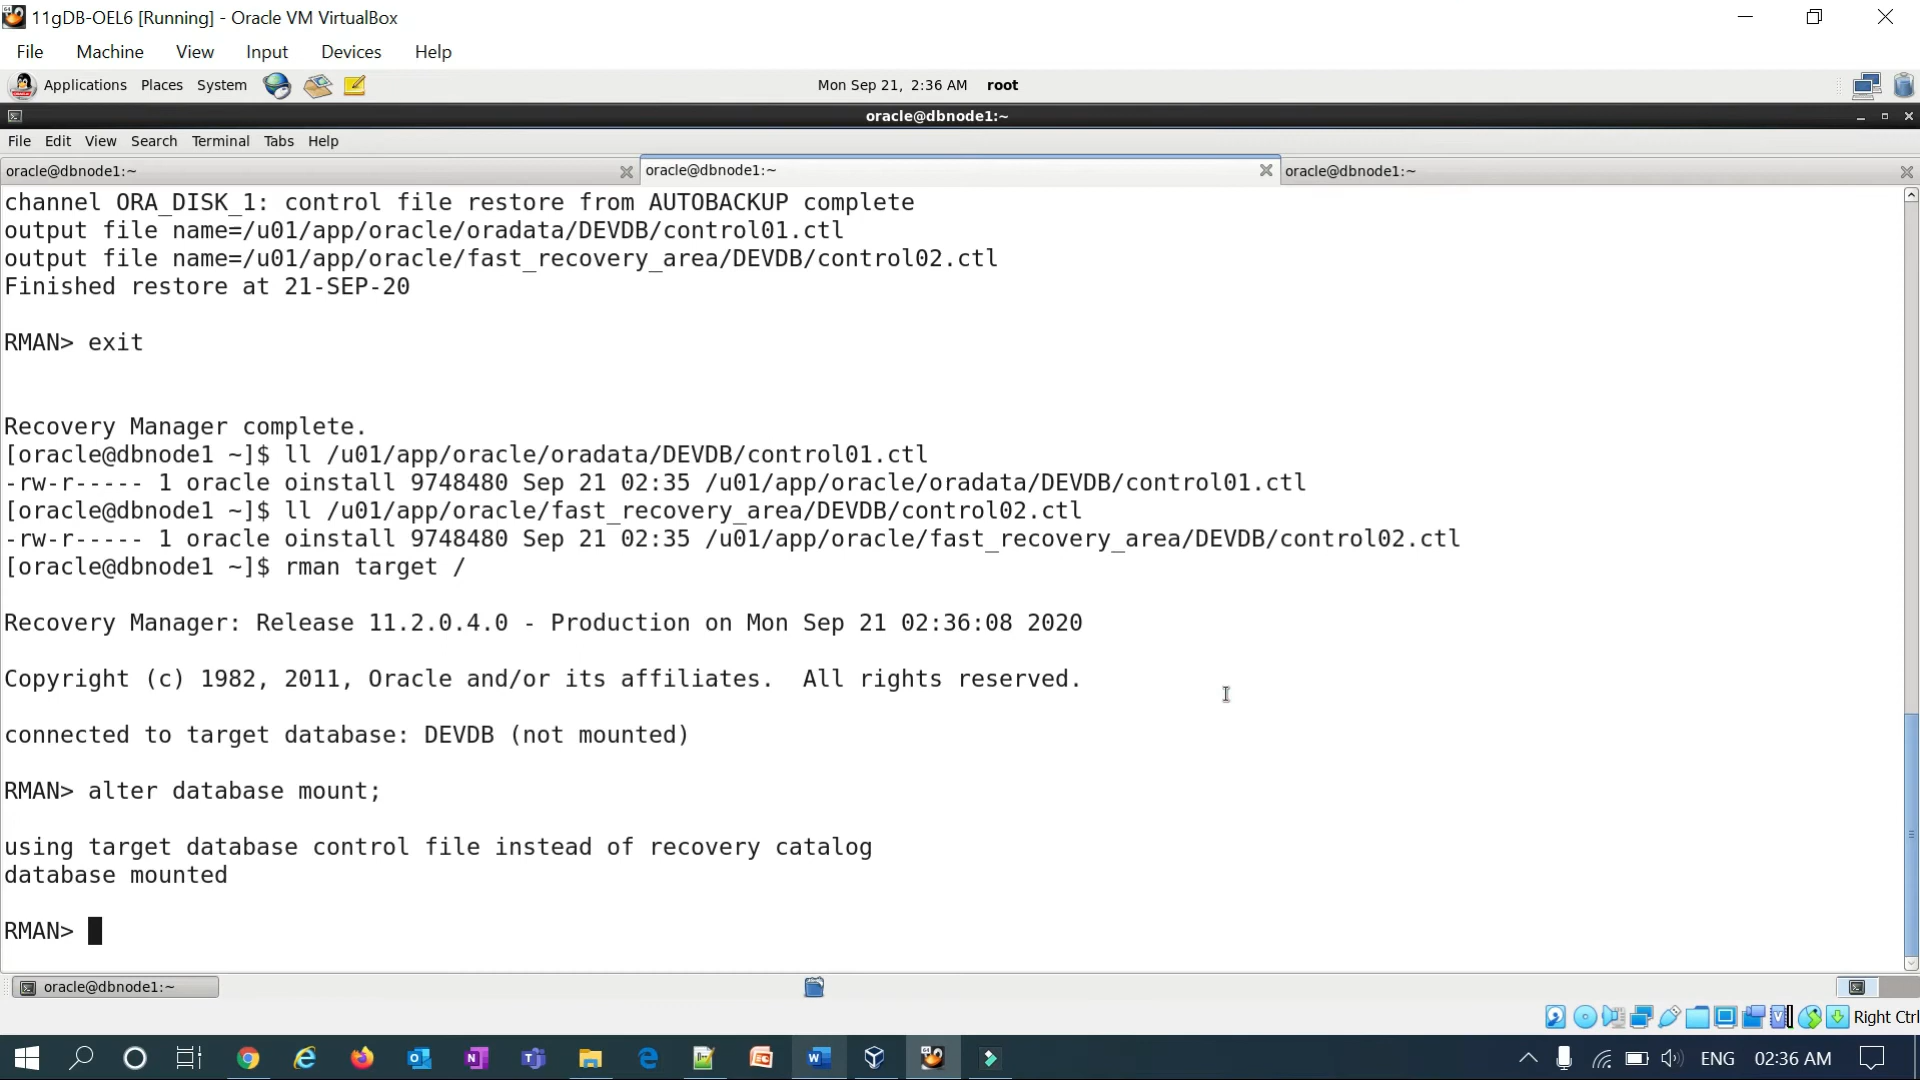 11gDB-OEL6 [Running] - Oracle VM VirtualBox
File Machine View Input Devices Help
Applications Places System Mon Sep 21, 2:36 AM root
oracle@dbnode1:~
File Edit View Search Terminal Tabs Help
oracle@dbnode1:~ oracle@dbnode1:~ oracle@dbnode1:~
channel ORA_DISK_1: control file restore from AUTOBACKUP complete
output file name=/u01/app/oracle/oradata/DEVDB/control01.ctl
output file name=/u01/app/oracle/fast_recovery_area/DEVDB/control02.ctl
Finished restore at 21-SEP-20
RMAN> exit
Recovery Manager complete.
[oracle@dbnode1 ~]$ ll /u01/app/oracle/oradata/DEVDB/control01.ctl
-rw-r----- 1 oracle oinstall 9748480 Sep 21 02:35 /u01/app/oracle/oradata/DEVDB/control01.ctl
[oracle@dbnode1 ~]$ ll /u01/app/oracle/fast_recovery_area/DEVDB/control02.ctl
-rw-r----- 1 oracle oinstall 9748480 Sep 21 02:35 /u01/app/oracle/fast_recovery_area/DEVDB/control02.ctl
[oracle@dbnode1 ~]$ rman target /
Recovery Manager: Release 11.2.0.4.0 - Production on Mon Sep 21 02:36:08 2020
Copyright (c) 1982, 2011, Oracle and/or its affiliates.  All rights reserved.
connected to target database: DEVDB (not mounted)
RMAN> alter database mount;
using target database control file instead of recovery catalog
database mounted
RMAN>
oracle@dbnode1:~
Right Ctrl
ENG 02:36 AM